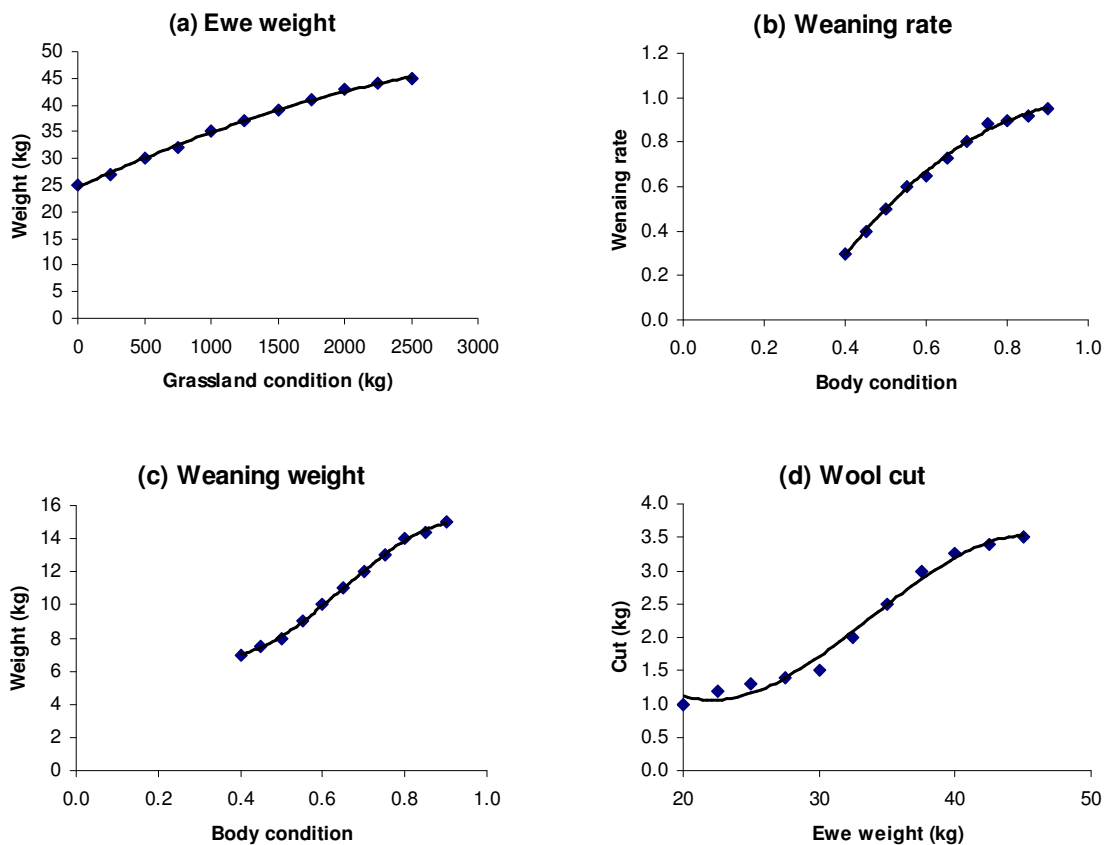 (a) Ewe weight
50
45
40
35
30
25
20
15
10
5
0
Weight (kg)
0 500 1000 1500 2000 2500 3000
Grassland condition (kg)
(b) Weaning rate
1.2
1.0
0.8
0.6
0.4
0.2
0.0
Wenaing rate
0.0 0.2 0.4 0.6 0.8 1.0
Body condition
(c) Weaning weight
16
14
12
10
8
6
4
2
0
Weight (kg)
0.0 0.2 0.4 0.6 0.8 1.0
Body condition
(d) Wool cut
4.0
3.5
3.0
2.5
2.0
1.5
1.0
0.5
0.0
Cut (kg)
20 30 40 50
Ewe weight (kg)